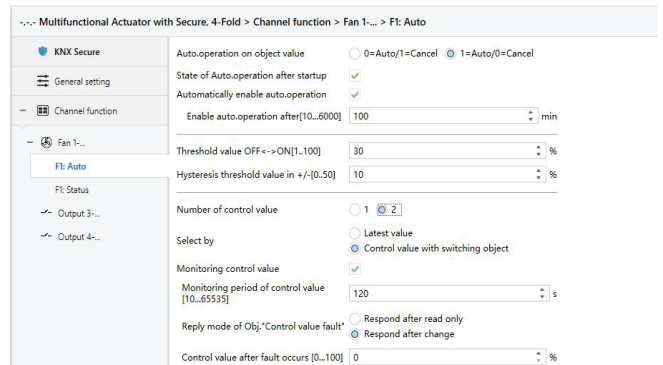 -.-.- Multifunctional Actuator with Secure, 4-Fold > Channel function > Fan 1-... > F1: Auto
KNX Secure
General setting
Channel function
Fan 1-...
F1: Auto
F1: Status
Output 3-...
Output 4-...
Auto.operation on object value 0=Auto/1=Cancel 1=Auto/0=Cancel
State of Auto.operation after startup
Automatically enable auto.operation
Enable auto.operation after[10...6000] 100 min
Threshold value OFF<->ON[1..100] 30 %
Hysteresis threshold value in +/-[0..50] 10 %
Number of control value 1 2
Select by Latest value
Control value with switching object
Monitoring control value
Monitoring period of control value
[10...65535] 120 s
Reply mode of Obj."Control value fault" Respond after read only
Respond after change
Control value after fault occurs [0...100] 0 %